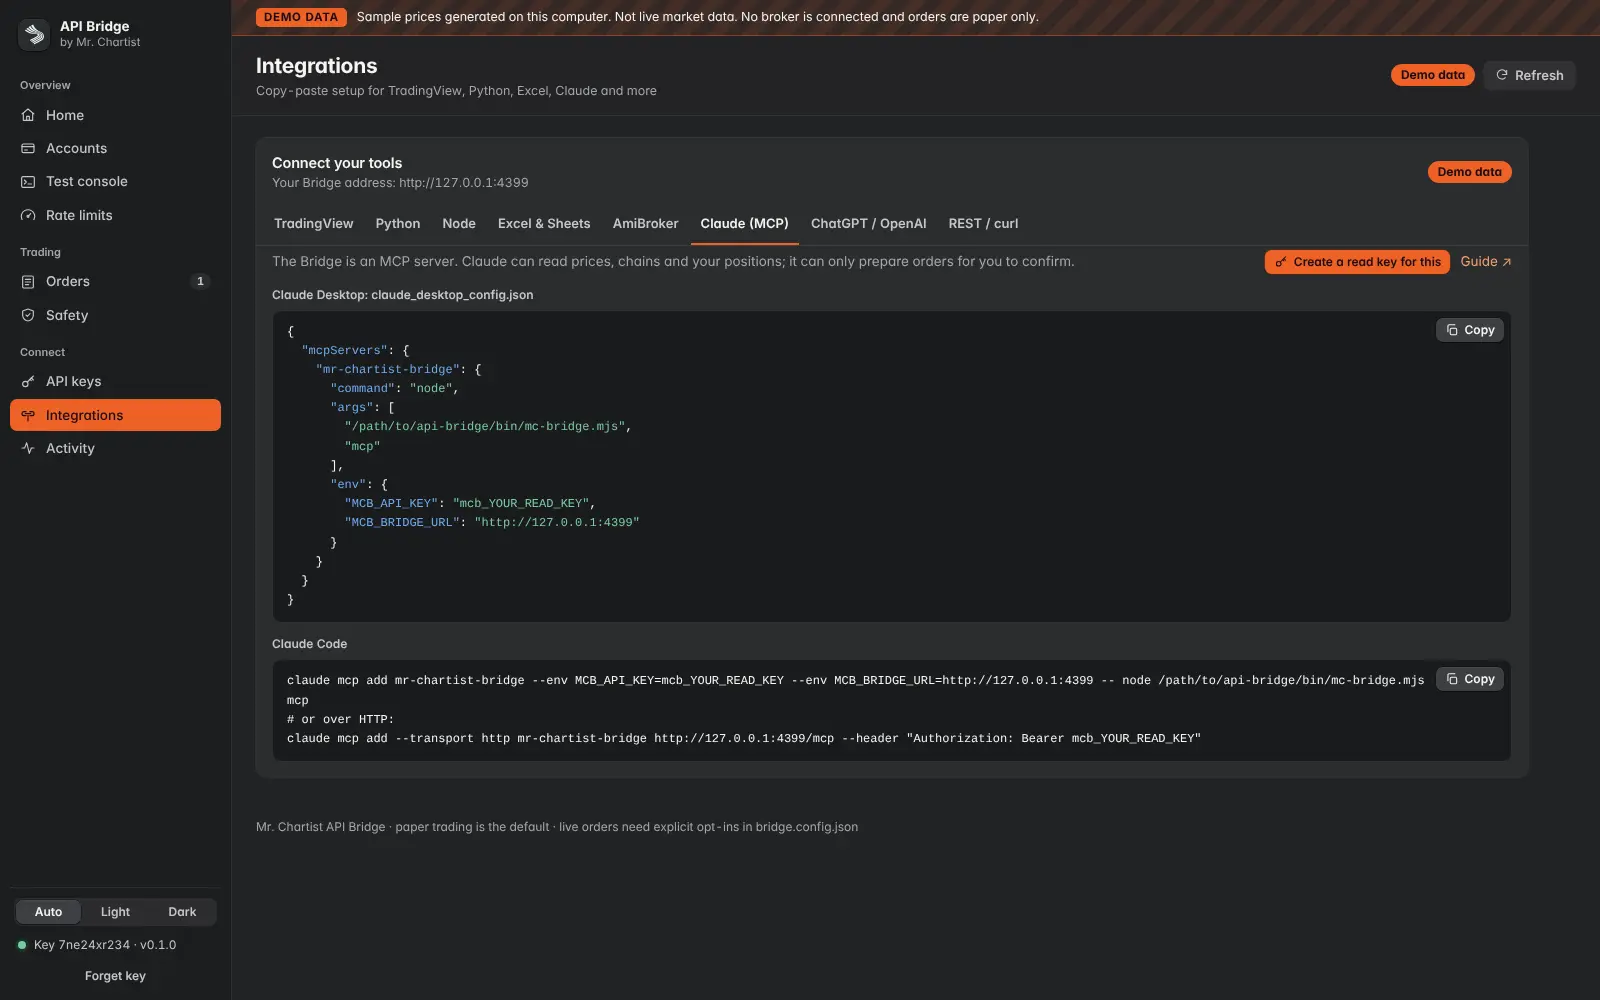 API Bridge
by Mr. Chartist
Overview
Home
Accounts
Test console
Rate limits
Trading
Orders 1
Safety
Connect
API keys
Integrations
Activity
Auto Light Dark
Key 7ne24xr234 · v0.1.0
Forget key
DEMO DATA Sample prices generated on this computer. Not live market data. No broker is connected and orders are paper only.
Integrations
Copy-paste setup for TradingView, Python, Excel, Claude and more
Demo data Refresh
Connect your tools
Your Bridge address: http://127.0.0.1:4399
Demo data
TradingView Python Node Excel & Sheets AmiBroker Claude (MCP) ChatGPT / OpenAI REST / curl
The Bridge is an MCP server. Claude can read prices, chains and your positions; it can only prepare orders for you to confirm.
Create a read key for this Guide ↗
Claude Desktop: claude_desktop_config.json
Copy
{
  "mcpServers": {
    "mr-chartist-bridge": {
      "command": "node",
      "args": [
        "/path/to/api-bridge/bin/mc-bridge.mjs",
        "mcp"
      ],
      "env": {
        "MCB_API_KEY": "mcb_YOUR_READ_KEY",
        "MCB_BRIDGE_URL": "http://127.0.0.1:4399"
      }
    }
  }
}
Claude Code
Copy
claude mcp add mr-chartist-bridge --env MCB_API_KEY=mcb_YOUR_READ_KEY --env MCB_BRIDGE_URL=http://127.0.0.1:4399 -- node /path/to/api-bridge/bin/mc-bridge.mjs
mcp
# or over HTTP:
claude mcp add --transport http mr-chartist-bridge http://127.0.0.1:4399/mcp --header "Authorization: Bearer mcb_YOUR_READ_KEY"
Mr. Chartist API Bridge · paper trading is the default · live orders need explicit opt-ins in bridge.config.json